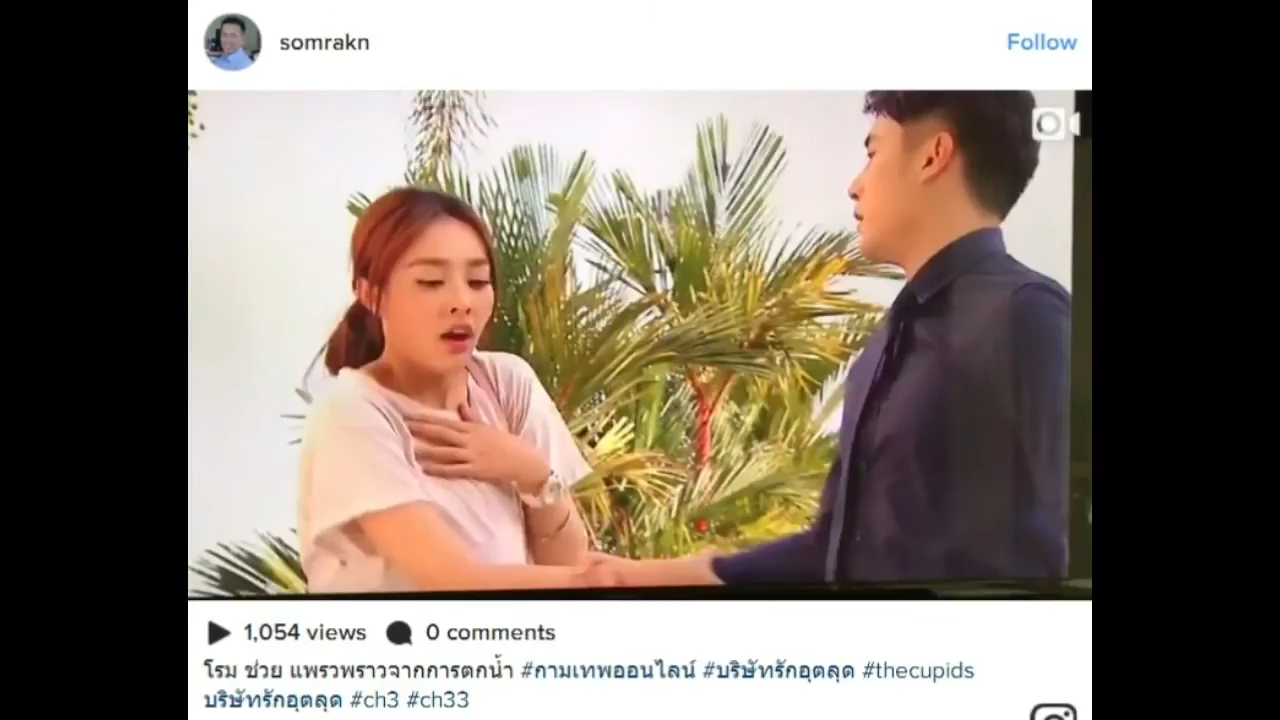 somrakn
Follow
1,054 views 0 comments
โรม ช่วย แพรวพราวจากการตกน้ำ #กามเทพออนไลน์ #บริษัทรักอุตลุด #thecupids
บริษัทรักอุตลุด #ch3 #ch33